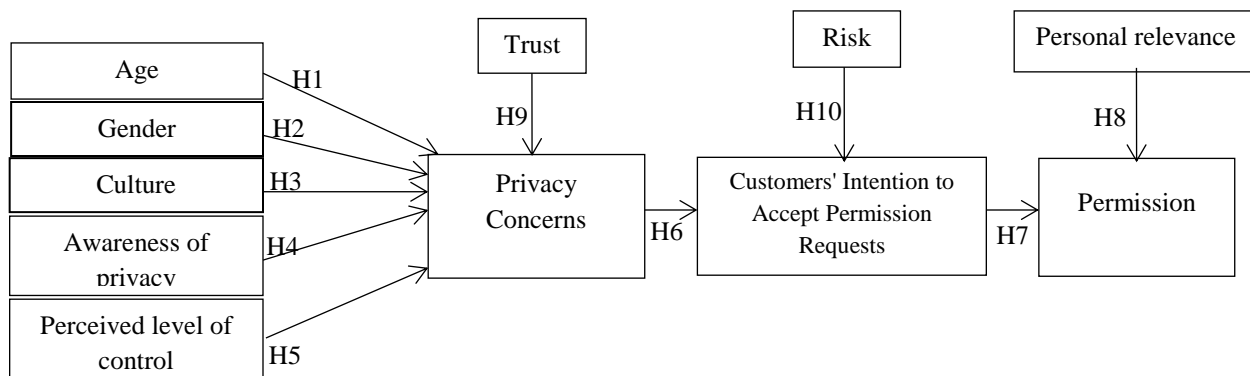 Trust
Risk
Personal relevance
Age
H1
Gender
H2
Culture
H3
Awareness of
privacy
H4
Perceived level of
control
H5
H9
H10
H8
Privacy
Concerns
H6
Customers' Intention to
Accept Permission
Requests
H7
Permission